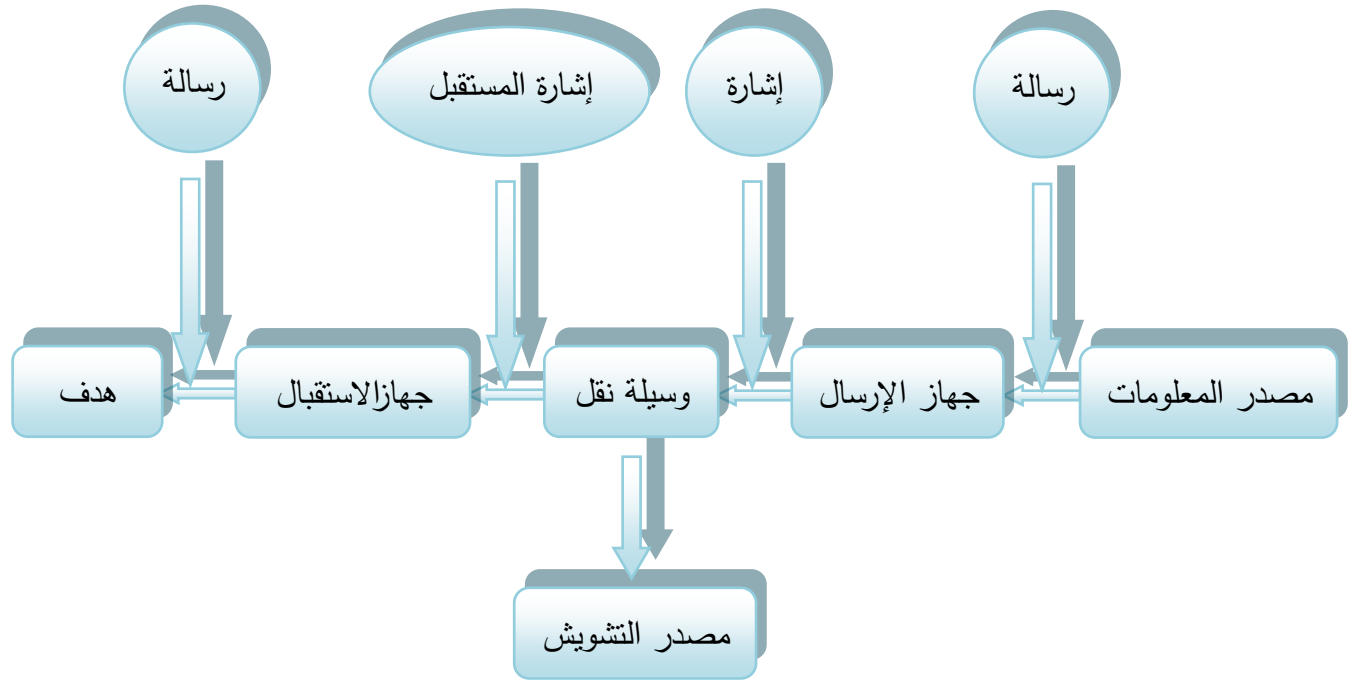 رسالة
إشارة
إشارة المستقبل
رسالة
مصدر المعلومات
جهاز الإرسال
وسيلة نقل
جهازالاستقبال
هدف
مصدر التشويش